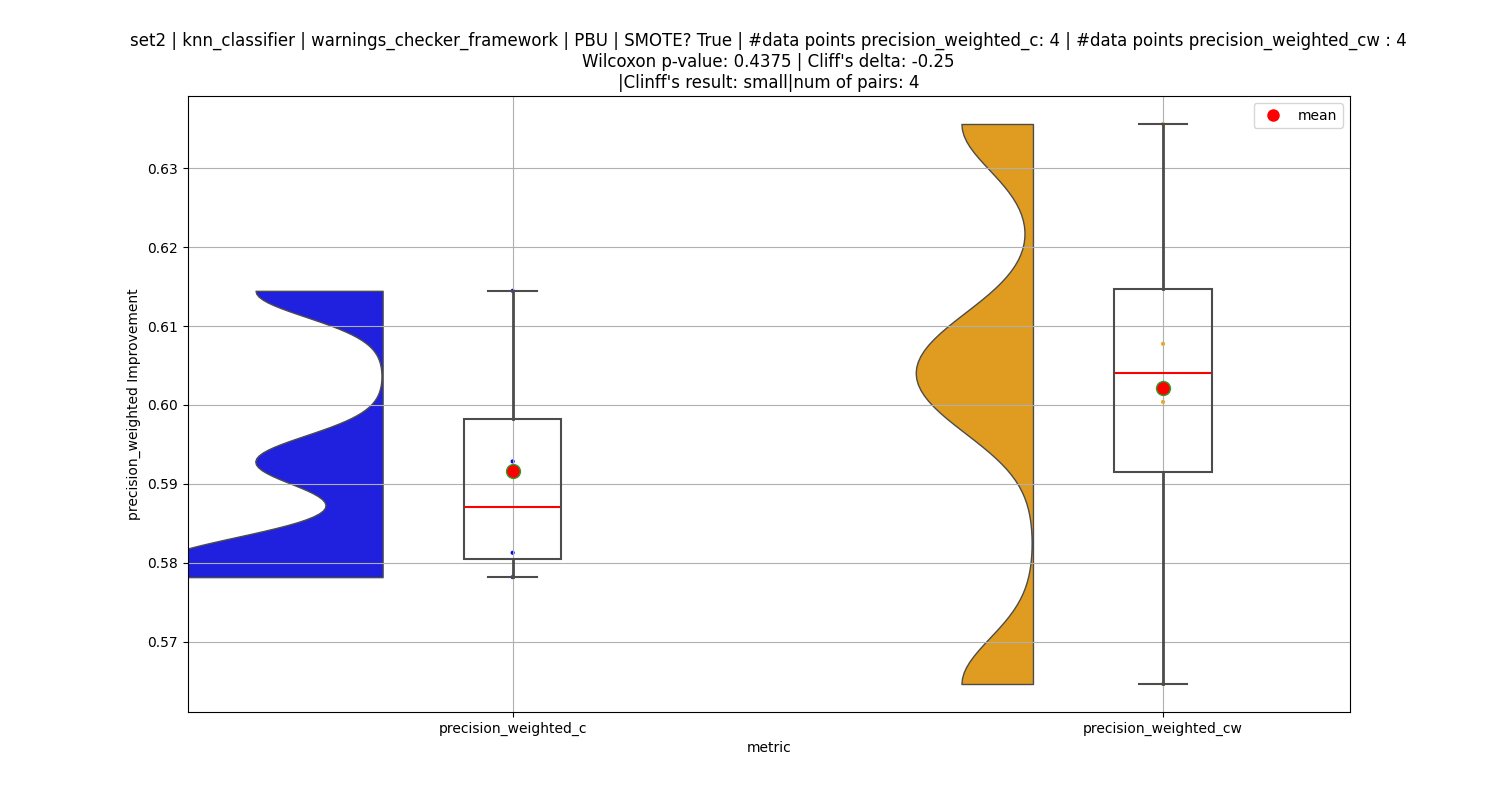 set2 | knn_classifier | warnings_checker_framework | PBU | SMOTE? True | #data points precision_weighted_c: 4 | #data points precision_weighted_cw : 4
Wilcoxon p-value: 0.4375 | Cliff's delta: -0.25
|Clinff's result: small|num of pairs: 4
mean
0.63
0.62
0.61
0.60
0.59
0.58
0.57
precision_weighted Improvement
precision_weighted_c
precision_weighted_cw
metric